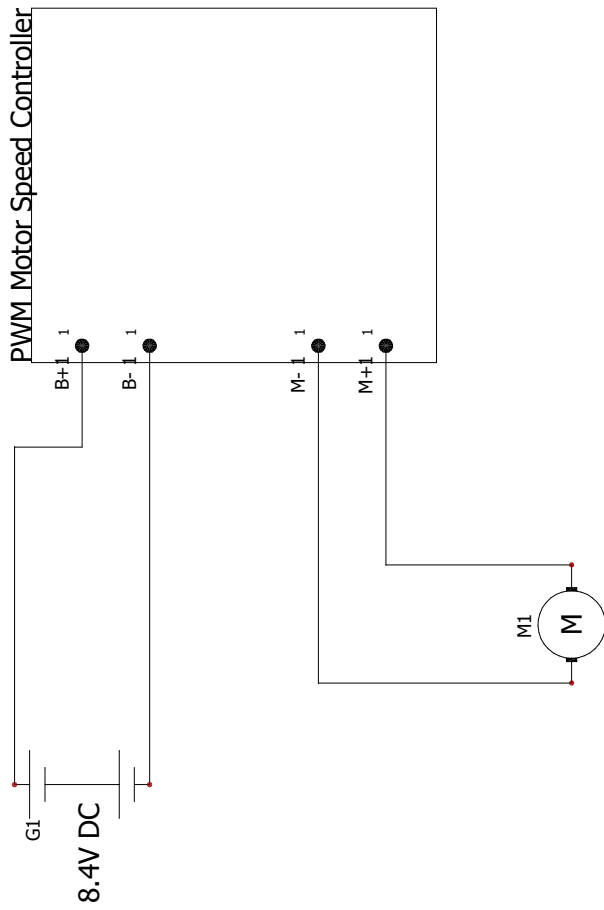 PWM Motor Speed Controller
B+1
1
B-1
1
M-1
1
M+1
1
M1
M
G1
8.4V DC